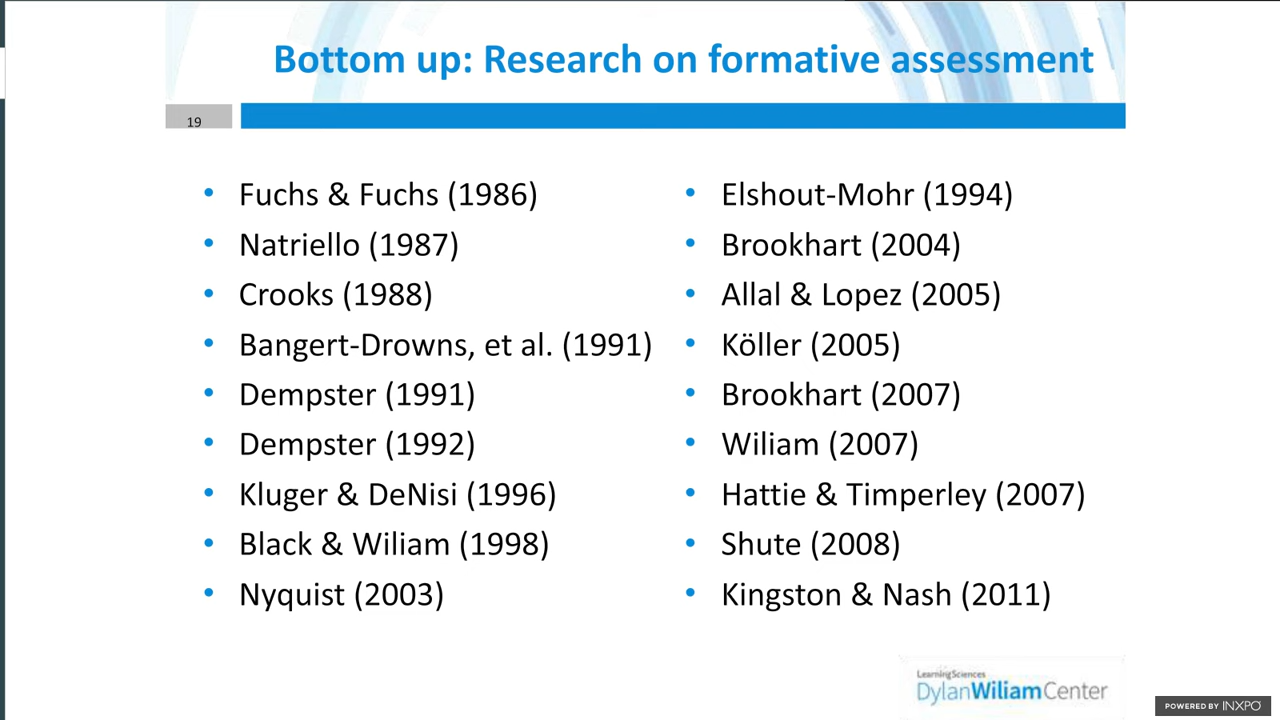 Bottom up: Research on formative assessment
19
• Fuchs & Fuchs (1986)
• Natriello (1987)
• Crooks (1988)
• Bangert-Drowns, et al. (1991)
• Dempster (1991)
• Dempster (1992)
• Kluger & DeNisi (1996)
• Black & Wiliam (1998)
• Nyquist (2003)
• Elshout-Mohr (1994)
• Brookhart (2004)
• Allal & Lopez (2005)
• Köller (2005)
• Brookhart (2007)
• Wiliam (2007)
• Hattie & Timperley (2007)
• Shute (2008)
• Kingston & Nash (2011)
LearningSciences
DylanWiliamCenter
POWERED BY INXPO